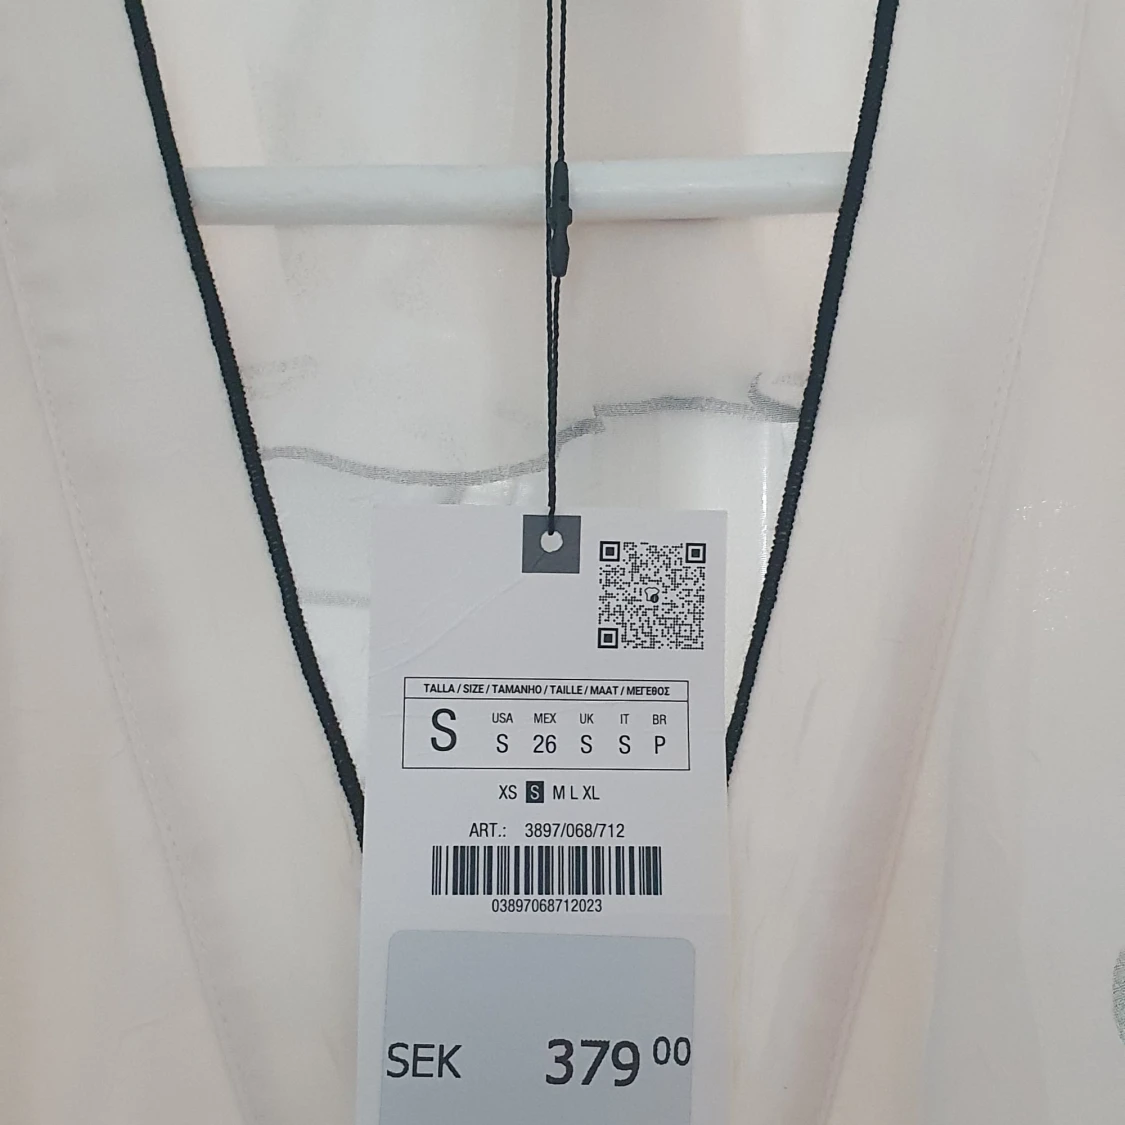 TALLA / SIZE / TAMANHO / TAILLE / MAAT / ΜΕΓΕΘΟΣ
S
USA MEX UK IT BR
S 26 S S P
XS S M L XL
ART.: 3897/068/712
03897068712023
SEK 379 00